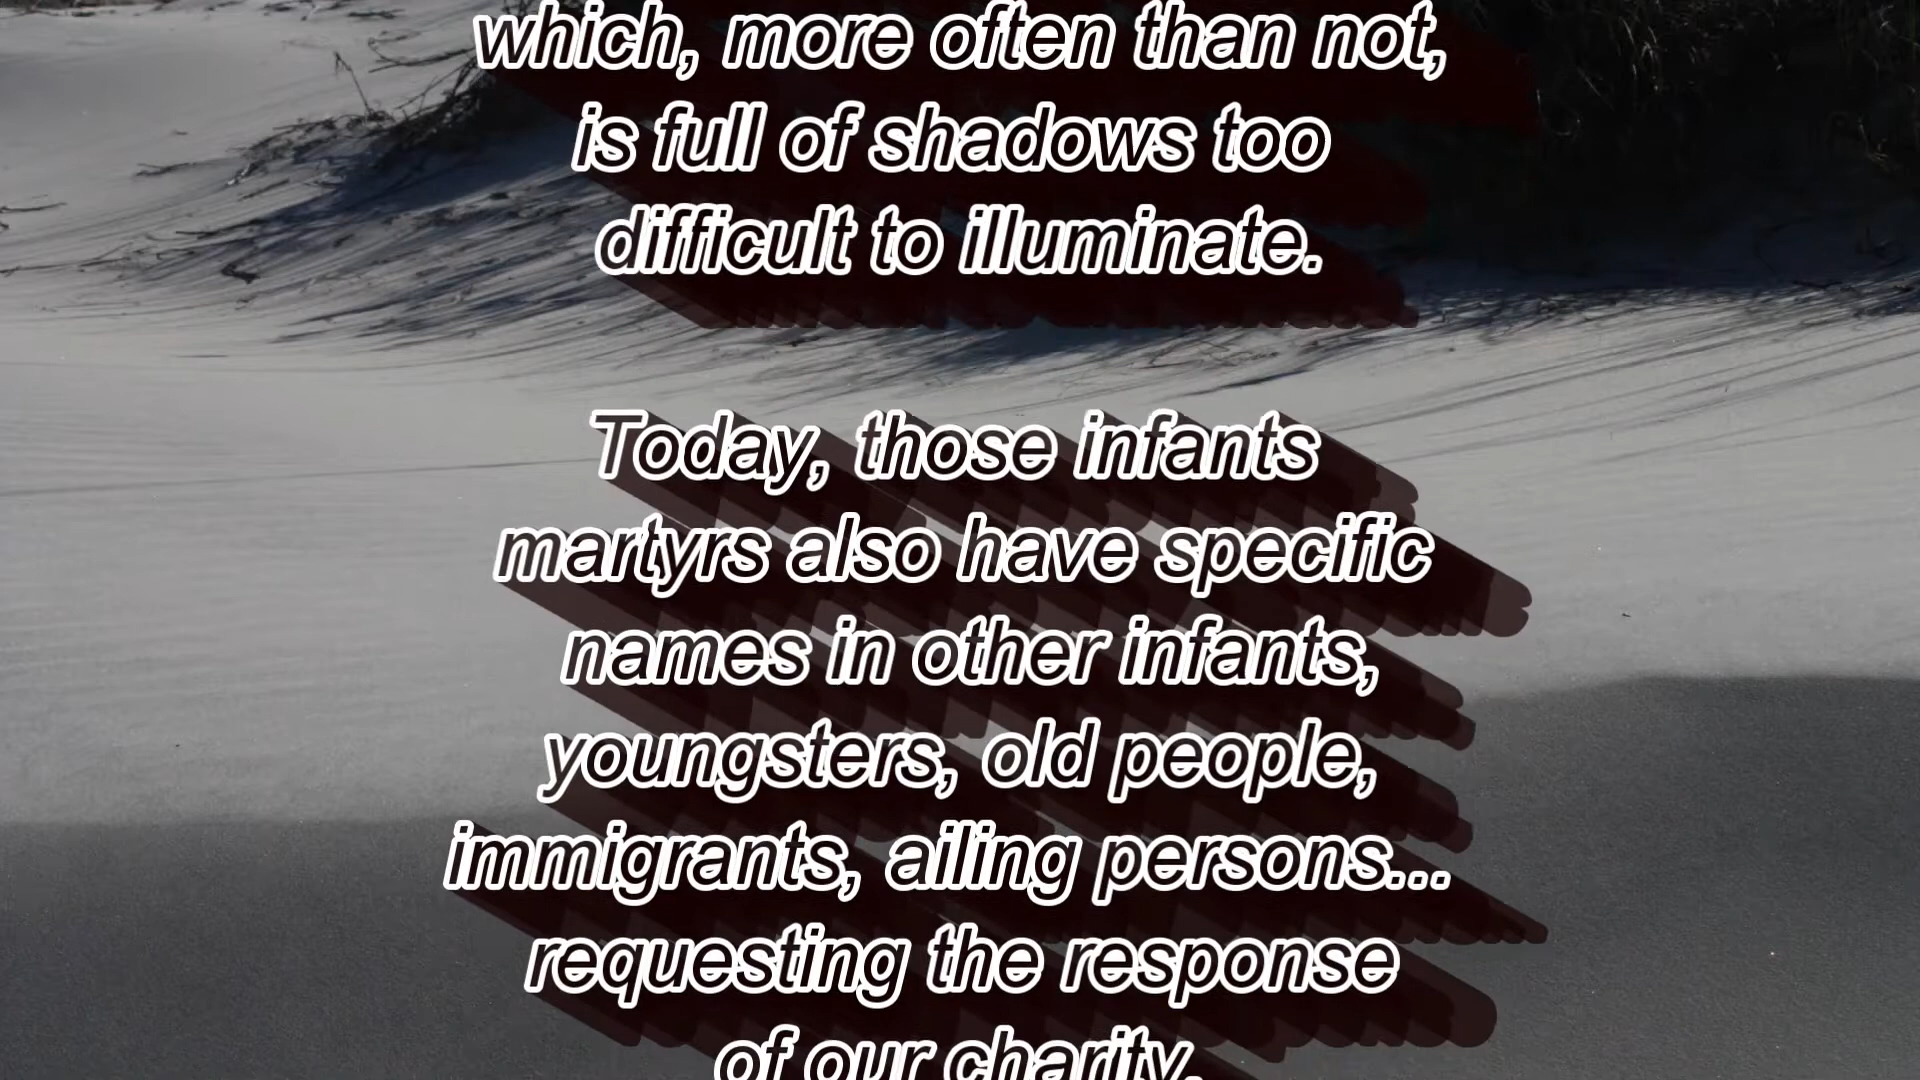 which, more often than not,
is full of shadows too
difficult to illuminate.
Today, those infants
martyrs also have specific
names in other infants,
youngsters, old people,
immigrants, ailing persons...
requesting the response
of our charity.